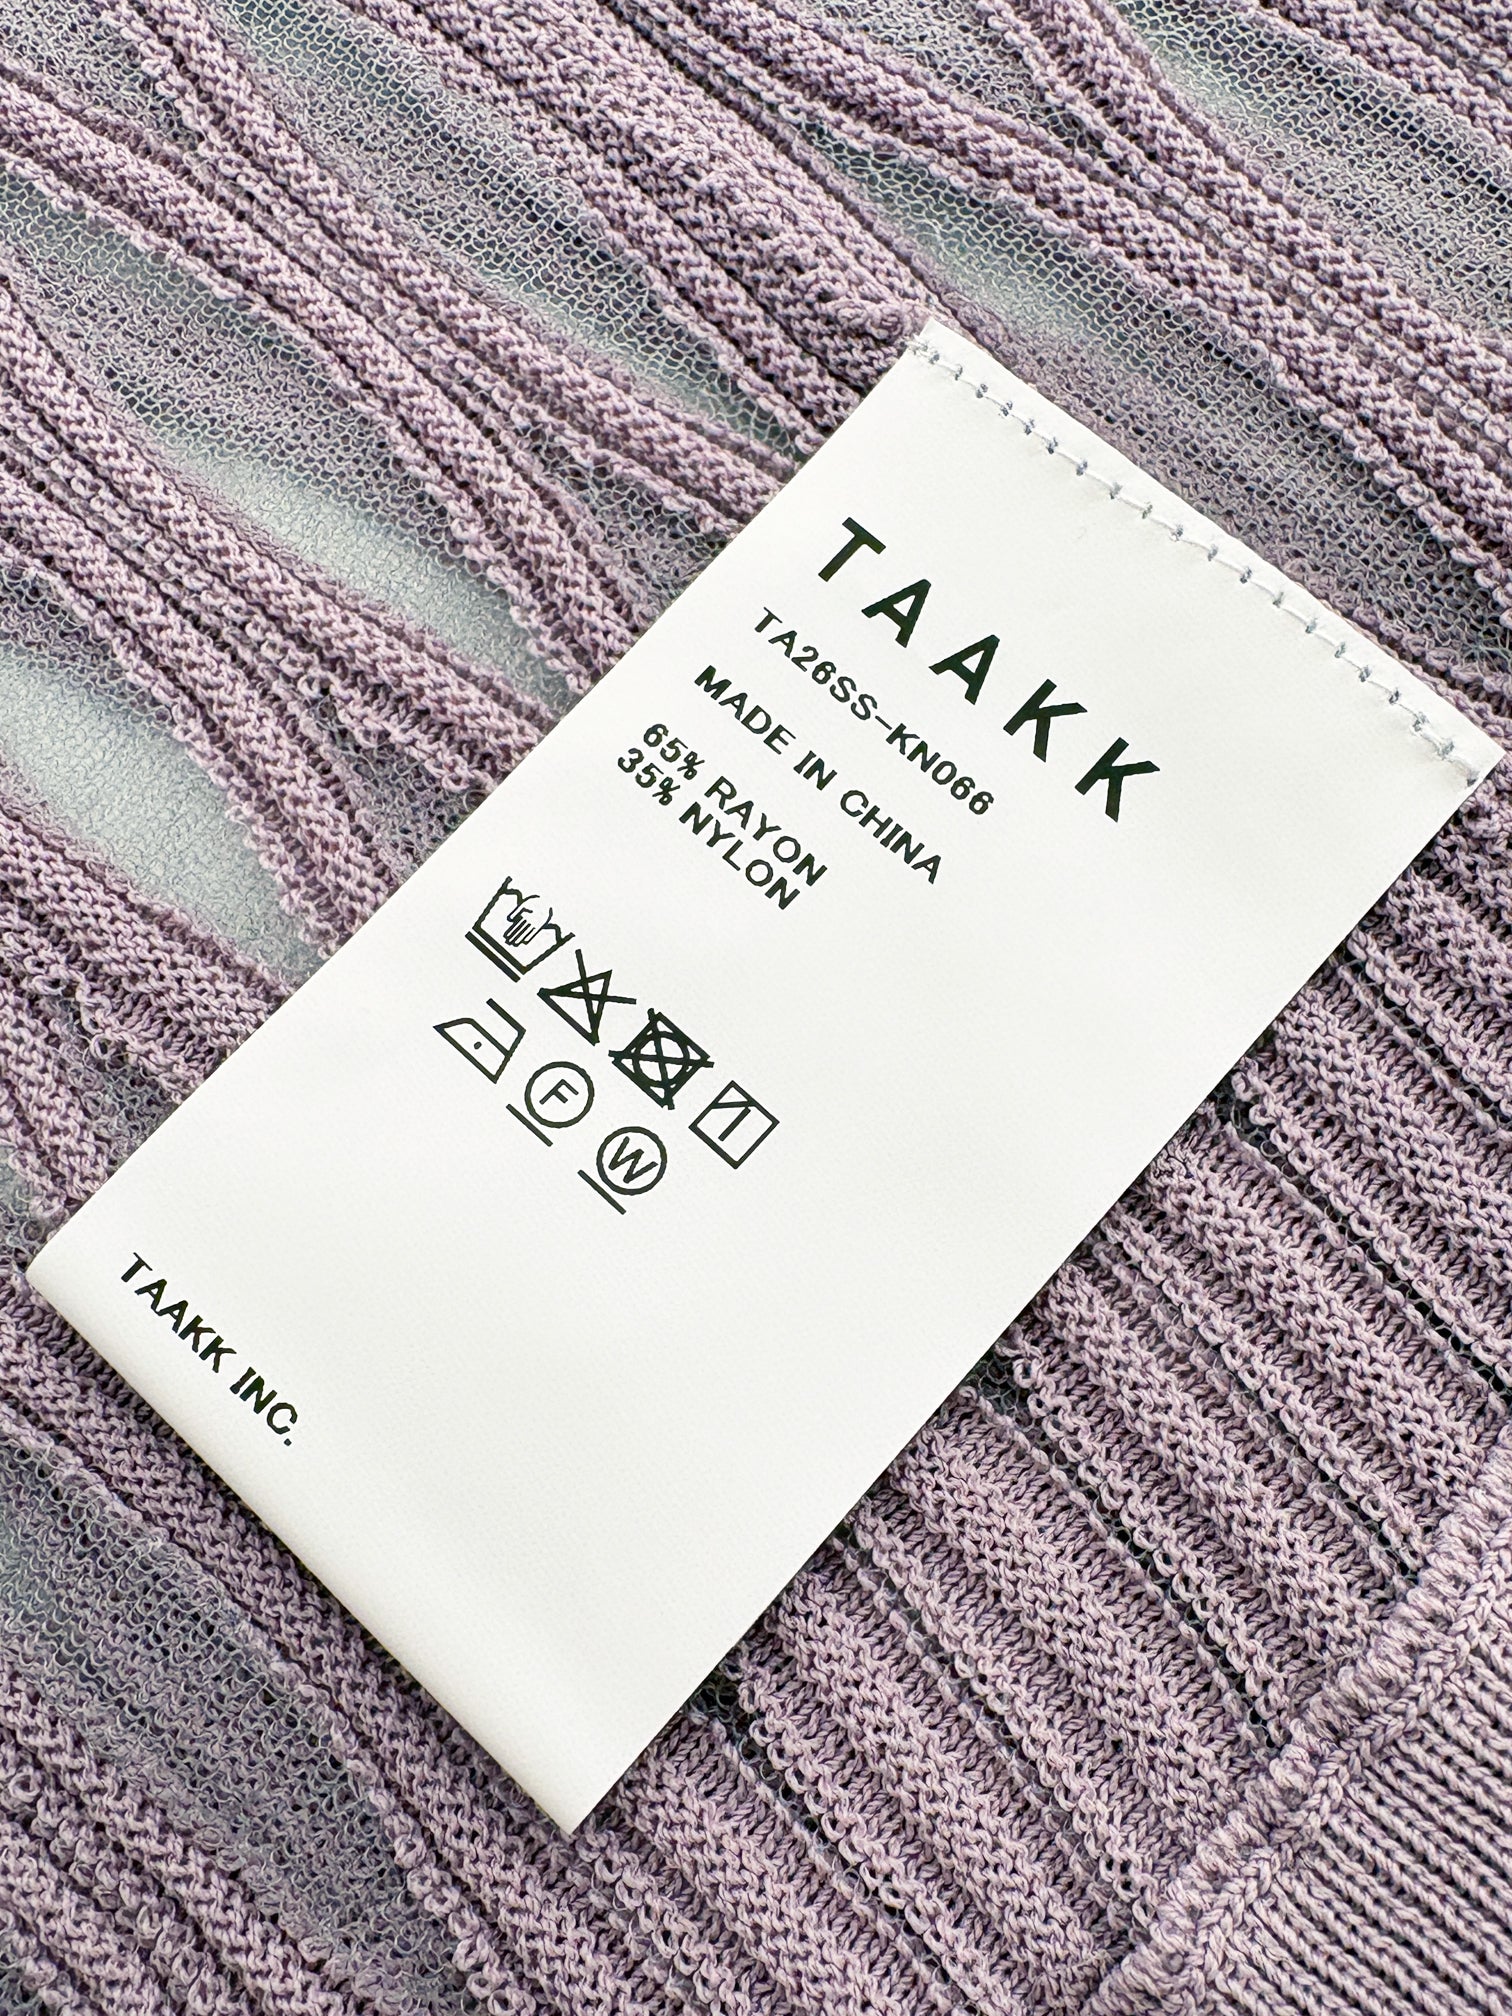 TAAKK
TA26SS-KN066
MADE IN CHINA
65% RAYON
35% NYLON
F
W
TAAKK INC.